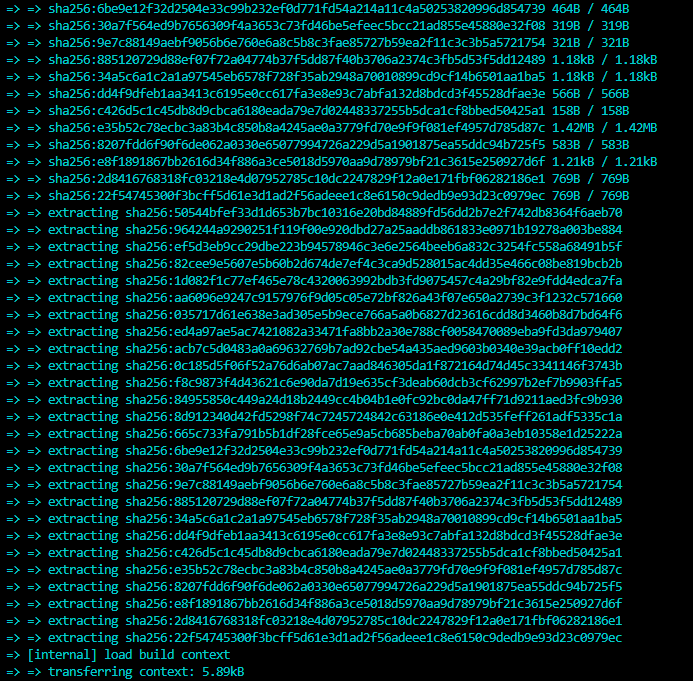 => => sha256:6be9e12f32d2504e33c99b232ef0d771fd54a214a11c4a50253820996d854739 464B / 464B
=> => sha256:30a7f564ed9b7656309f4a3653c73fd46be5efeec5bcc21ad855e45880e32f08 319B / 319B
=> => sha256:9e7c88149aebf9056b6e760e6a8c5b8c3fae85727b59ea2f11c3c3b5a5721754 321B / 321B
=> => sha256:885120729d88ef07f72a04774b37f5dd87f40b3706a2374c3fb5d53f5dd12489 1.18kB / 1.18kB
=> => sha256:34a5c6a1c2a1a97545eb6578f728f35ab2948a70010899cd9cf14b6501aa1ba5 1.18kB / 1.18kB
=> => sha256:dd4f9dfeb1aa3413c6195e0cc617fa3e8e93c7abfa132d8bdcd3f45528dfae3e 566B / 566B
=> => sha256:c426d5c1c45db8d9cbca6180eada79e7d02448337255b5dca1cf8bbed50425a1 158B / 158B
=> => sha256:e35b52c78ecbc3a83b4c850b8a4245ae0a3779fd70e9f9f081ef4957d785d87c 1.42MB / 1.42MB
=> => sha256:8207fdd6f90f6de062a0330e65077994726a229d5a1901875ea55ddc94b725f5 583B / 583B
=> => sha256:e8f1891867bb2616d34f886a3ce5018d5970aa9d78979bf21c3615e250927d6f 1.21kB / 1.21kB
=> => sha256:2d8416768318fc03218e4d07952785c10dc2247829f12a0e171fbf06282186e1 769B / 769B
=> => sha256:22f54745300f3bcff5d61e3d1ad2f56adeee1c8e6150c9dedb9e93d23c0979ec 769B / 769B
=> => extracting sha256:50544bfef33d1d653b7bc10316e20bd84889fd56dd2b7e2f742db8364f6aeb70
=> => extracting sha256:964244a9290251f119f00e920dbd27a25aaddb861833e0971b19278a003be884
=> => extracting sha256:ef5d3eb9cc29dbe223b94578946c3e6e2564beeb6a832c3254fc558a68491b5f
=> => extracting sha256:82cee9e5607e5b60b2d674de7ef4c3ca9d528015ac4dd35e466c08be819bcb2b
=> => extracting sha256:1d082f1c77ef465e78c4320063992bdb3fd9075457c4a29bf82e9fdd4edca7fa
=> => extracting sha256:aa6096e9247c9157976f9d05c05e72bf826a43f07e650a2739c3f1232c571660
=> => extracting sha256:035717d61e638e3ad305e5b9ece766a5a0b6827d23616cdd8d3460b8d7bd64f6
=> => extracting sha256:ed4a97ae5ac7421082a33471fa8bb2a30e788cf0058470089eba9fd3da979407
=> => extracting sha256:acb7c5d0483a0a69632769b7ad92cbe54a435aed9603b0340e39acb0ff10edd2
=> => extracting sha256:0c185d5f06f52a76d6ab07ac7aad846305da1f872164d74d45c3341146f3743b
=> => extracting sha256:f8c9873f4d43621c6e90da7d19e635cf3deab60dcb3cf62997b2ef7b9903ffa5
=> => extracting sha256:84955850c449a24d18b2449cc4b04b1e0fc92bc0da47ff71d9211aed3fc9b930
=> => extracting sha256:8d912340d42fd5298f74c7245724842c63186e0e412d535feff261adf5335c1a
=> => extracting sha256:665c733fa791b5b1df28fce65e9a5cb685beba70ab0fa0a3eb10358e1d25222a
=> => extracting sha256:6be9e12f32d2504e33c99b232ef0d771fd54a214a11c4a50253820996d854739
=> => extracting sha256:30a7f564ed9b7656309f4a3653c73fd46be5efeec5bcc21ad855e45880e32f08
=> => extracting sha256:9e7c88149aebf9056b6e760e6a8c5b8c3fae85727b59ea2f11c3c3b5a5721754
=> => extracting sha256:885120729d88ef07f72a04774b37f5dd87f40b3706a2374c3fb5d53f5dd12489
=> => extracting sha256:34a5c6a1c2a1a97545eb6578f728f35ab2948a70010899cd9cf14b6501aa1ba5
=> => extracting sha256:dd4f9dfeb1aa3413c6195e0cc617fa3e8e93c7abfa132d8bdcd3f45528dfae3e
=> => extracting sha256:c426d5c1c45db8d9cbca6180eada79e7d02448337255b5dca1cf8bbed50425a1
=> => extracting sha256:e35b52c78ecbc3a83b4c850b8a4245ae0a3779fd70e9f9f081ef4957d785d87c
=> => extracting sha256:8207fdd6f90f6de062a0330e65077994726a229d5a1901875ea55ddc94b725f5
=> => extracting sha256:e8f1891867bb2616d34f886a3ce5018d5970aa9d78979bf21c3615e250927d6f
=> => extracting sha256:2d8416768318fc03218e4d07952785c10dc2247829f12a0e171fbf06282186e1
=> => extracting sha256:22f54745300f3bcff5d61e3d1ad2f56adeee1c8e6150c9dedb9e93d23c0979ec
=> [internal] load build context
=> => transferring context: 5.89kB